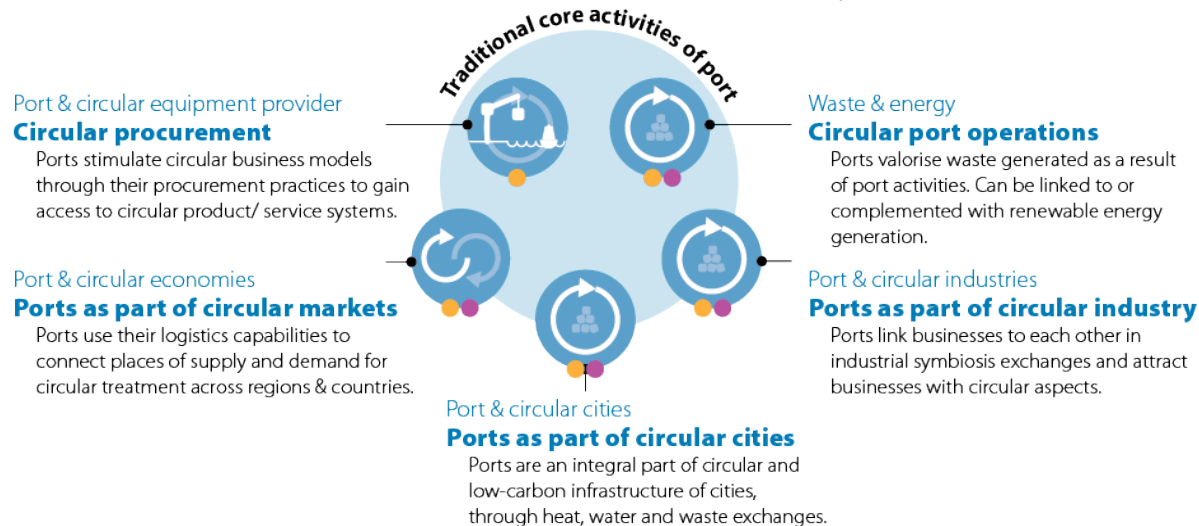 Traditional core activities of port
Port & circular equipment provider
Circular procurement
Ports stimulate circular business models
through their procurement practices to gain
access to circular product/ service systems.
Waste & energy
Circular port operations
Ports valorise waste generated as a result
of port activities. Can be linked to or
complemented with renewable energy
generation.
Port & circular economies
Ports as part of circular markets
Ports use their logistics capabilities to
connect places of supply and demand for
circular treatment across regions & countries.
Port & circular industries
Ports as part of circular industry
Ports link businesses to each other in
industrial symbiosis exchanges and attract
businesses with circular aspects.
Port & circular cities
Ports as part of circular cities
Ports are an integral part of circular and
low-carbon infrastructure of cities,
through heat, water and waste exchanges.